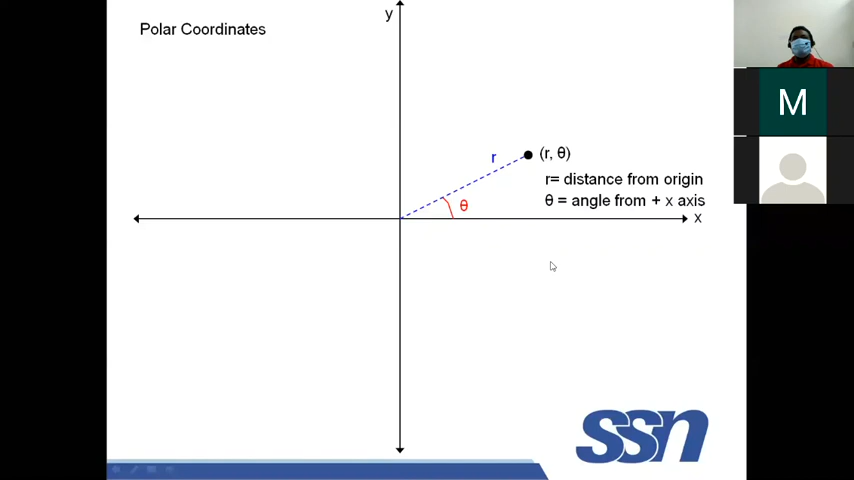 Polar Coordinates
y
M
r
(r, θ)
r= distance from origin
θ
θ = angle from + x axis
x
ssn